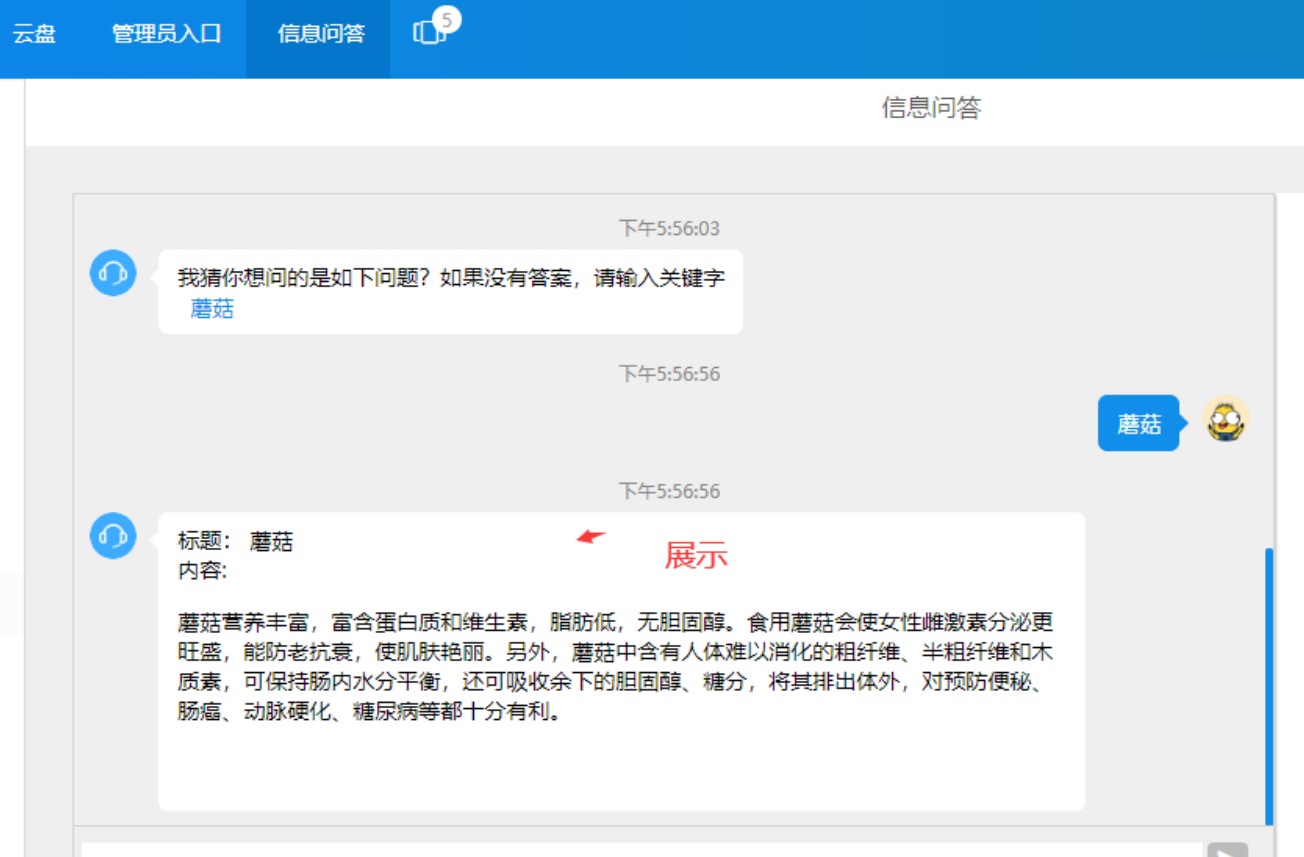 云盘 管理员入口 信息问答 5
信息问答
下午5:56:03
我猜你想问的是如下问题？如果没有答案，请输入关键字
蘑菇
下午5:56:56
蘑菇
下午5:56:56
标题： 蘑菇
展示
内容:
蘑菇营养丰富，富含蛋白质和维生素，脂肪低，无胆固醇。食用蘑菇会使女性雌激素分泌更
旺盛，能防老抗衰，使肌肤艳丽。另外，蘑菇中含有人体难以消化的粗纤维、半粗纤维和木
质素，可保持肠内水分平衡，还可吸收余下的胆固醇、糖分，将其排出体外，对预防便秘、
肠癌、动脉硬化、糖尿病等都十分有利。